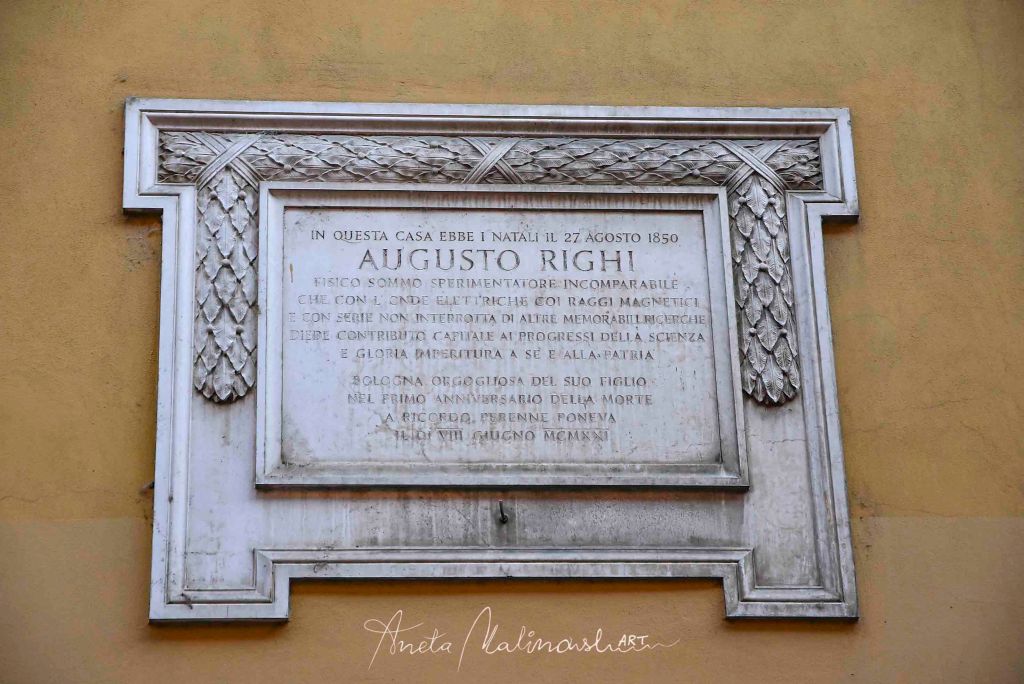 IN QUESTA CASA EBBE I NATALI IL 27 AGOSTO 1850
AUGUSTO RIGHI
FISICO SOMMO SPERIMENTATORE INCOMPARABILE
CHE CON L'ONDE ELETTRICHE COI RAGGI MAGNETICI
E CON SERIE NON INTERROTTA DI ALTRE MEMORABILI RICERCHE
DIEDE CONTRIBUTO CAPITALE AI PROGRESSI DELLA SCIENZA
E GLORIA IMPERITURA A SE E ALLA PATRIA
BOLOGNA ORGOGLIOSA DEL SUO FIGLIO
NEL PRIMO ANNIVERSARIO DELLA MORTE
A RICORDO PERENNE PONEVA
IL DI VIII GIUGNO MCMXXI
Aneta Malinowska ART